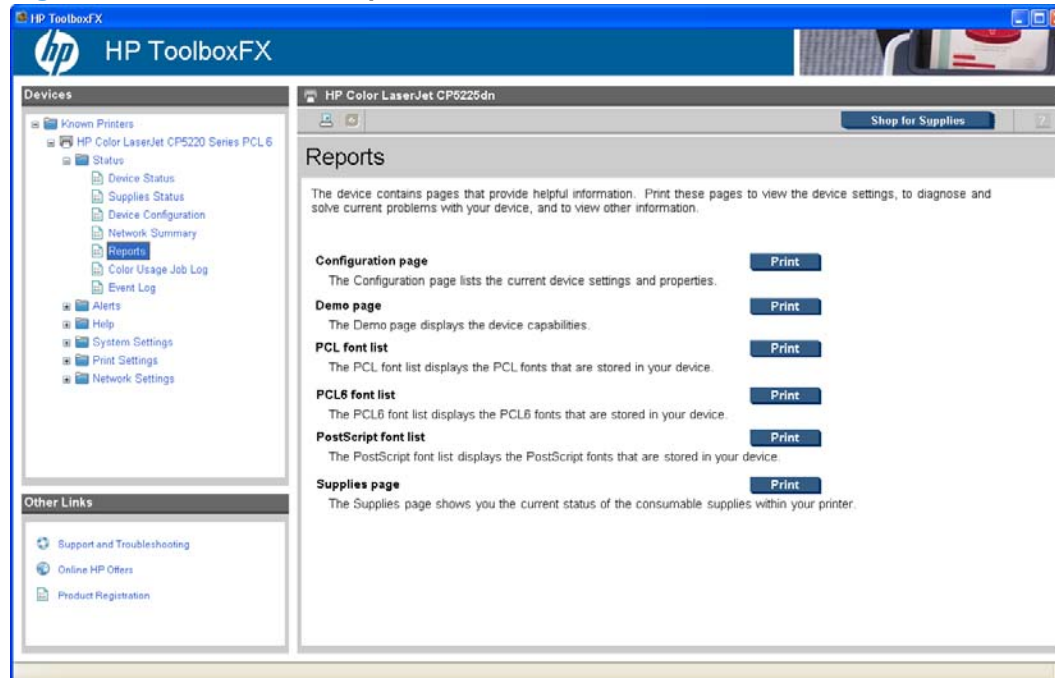 HP ToolboxFX
hp HP ToolboxFX
Devices
Known Printers
HP Color LaserJet CP5220 Series PCL 6
Status
Device Status
Supplies Status
Device Configuration
Network Summary
Reports
Color Usage Job Log
Event Log
Alerts
Help
System Settings
Print Settings
Network Settings
Other Links
Support and Troubleshooting
Online HP Offers
Product Registration
HP Color LaserJet CP5225dn
Shop for Supplies ?
Reports
The device contains pages that provide helpful information. Print these pages to view the device settings, to diagnose and
solve current problems with your device, and to view other information.
Configuration page Print
The Configuration page lists the current device settings and properties.
Demo page Print
The Demo page displays the device capabilities.
PCL font list Print
The PCL font list displays the PCL fonts that are stored in your device.
PCL6 font list Print
The PCL6 font list displays the PCL6 fonts that are stored in your device.
PostScript font list Print
The PostScript font list displays the PostScript fonts that are stored in your device.
Supplies page Print
The Supplies page shows you the current status of the consumable supplies within your printer.